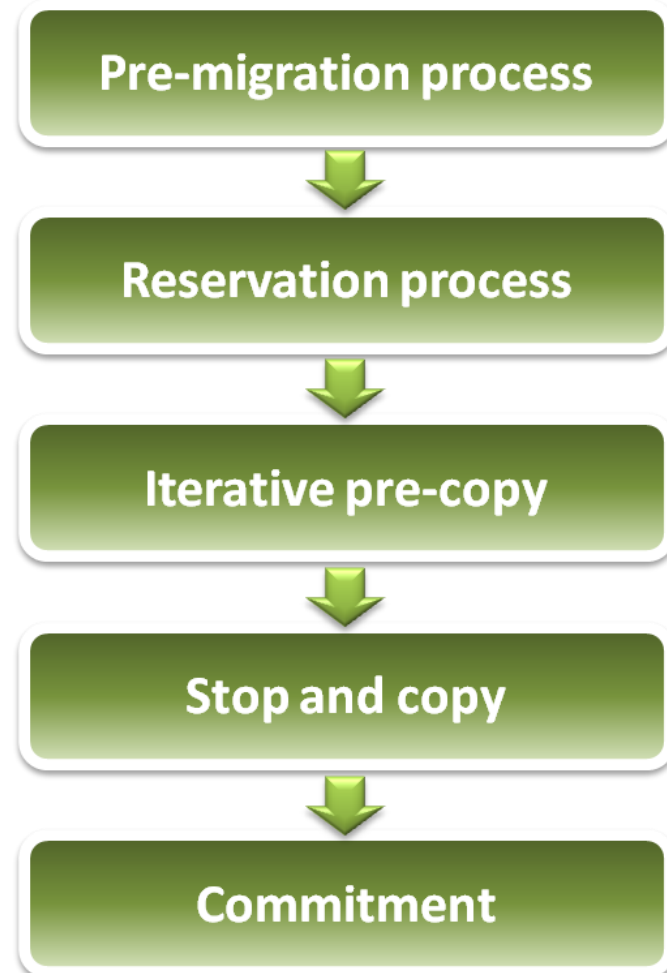 Pre-migration process
Reservation process
Iterative pre-copy
Stop and copy
Commitment